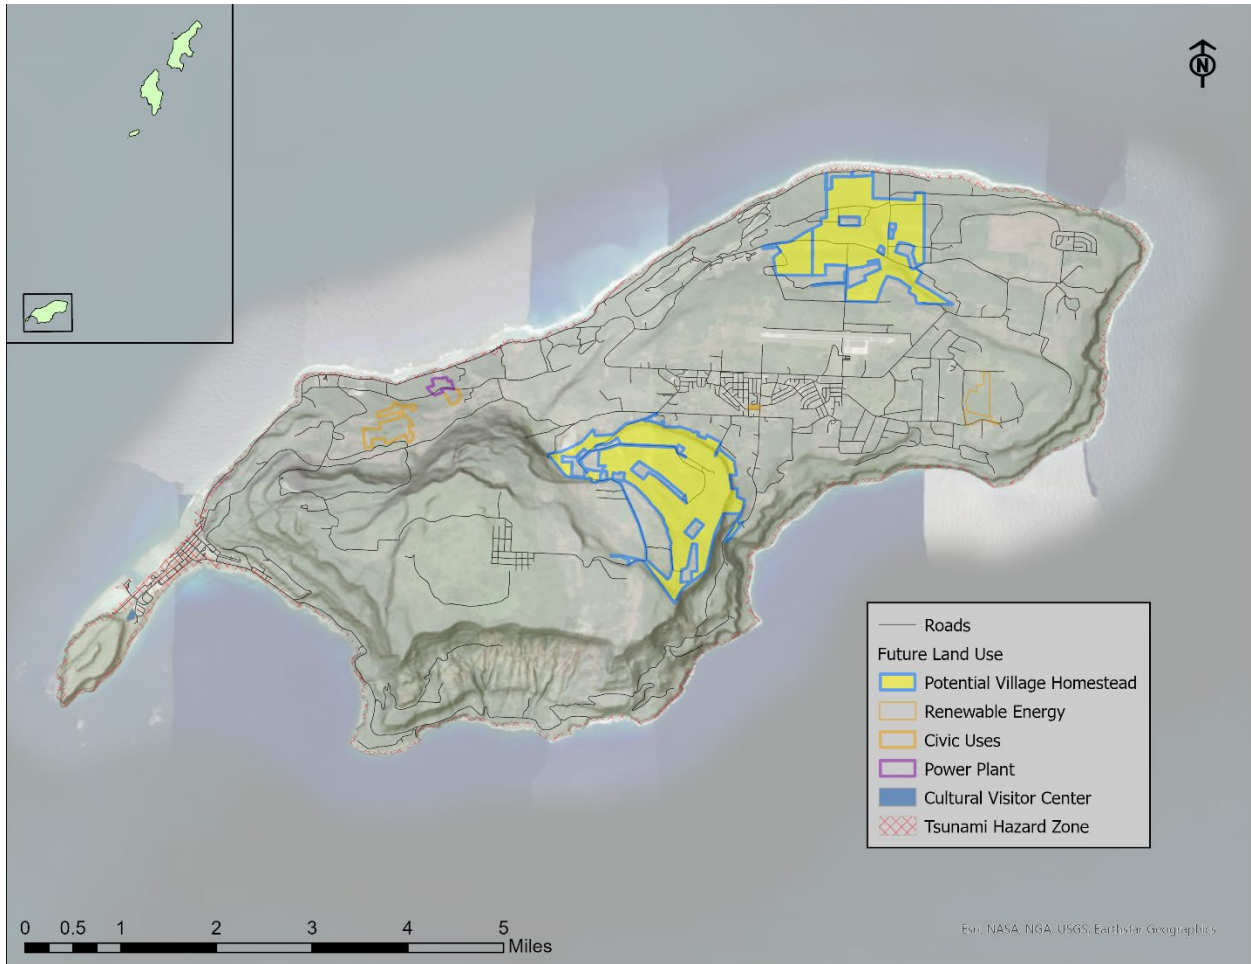 N
Roads
Future Land Use
Potential Village Homestead
Renewable Energy
Civic Uses
Power Plant
Cultural Visitor Center
Tsunami Hazard Zone
0 0.5 1 2 3 4 5
Miles
Esri, NASA, NGA, USGS, Earthstar Geographics